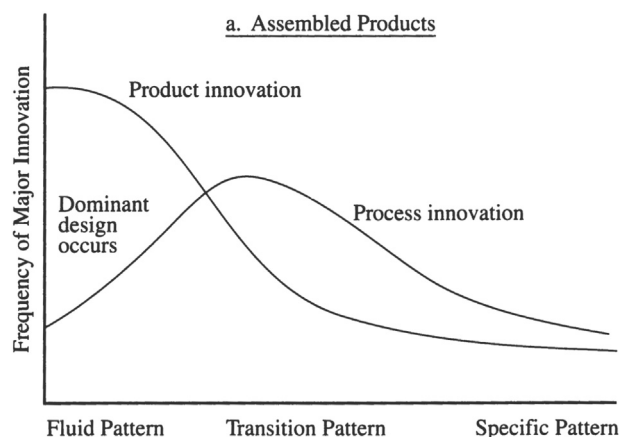 a. Assembled Products
Product innovation
Dominant
design
occurs
Process innovation
Frequency of Major Innovation
Fluid Pattern
Transition Pattern
Specific Pattern